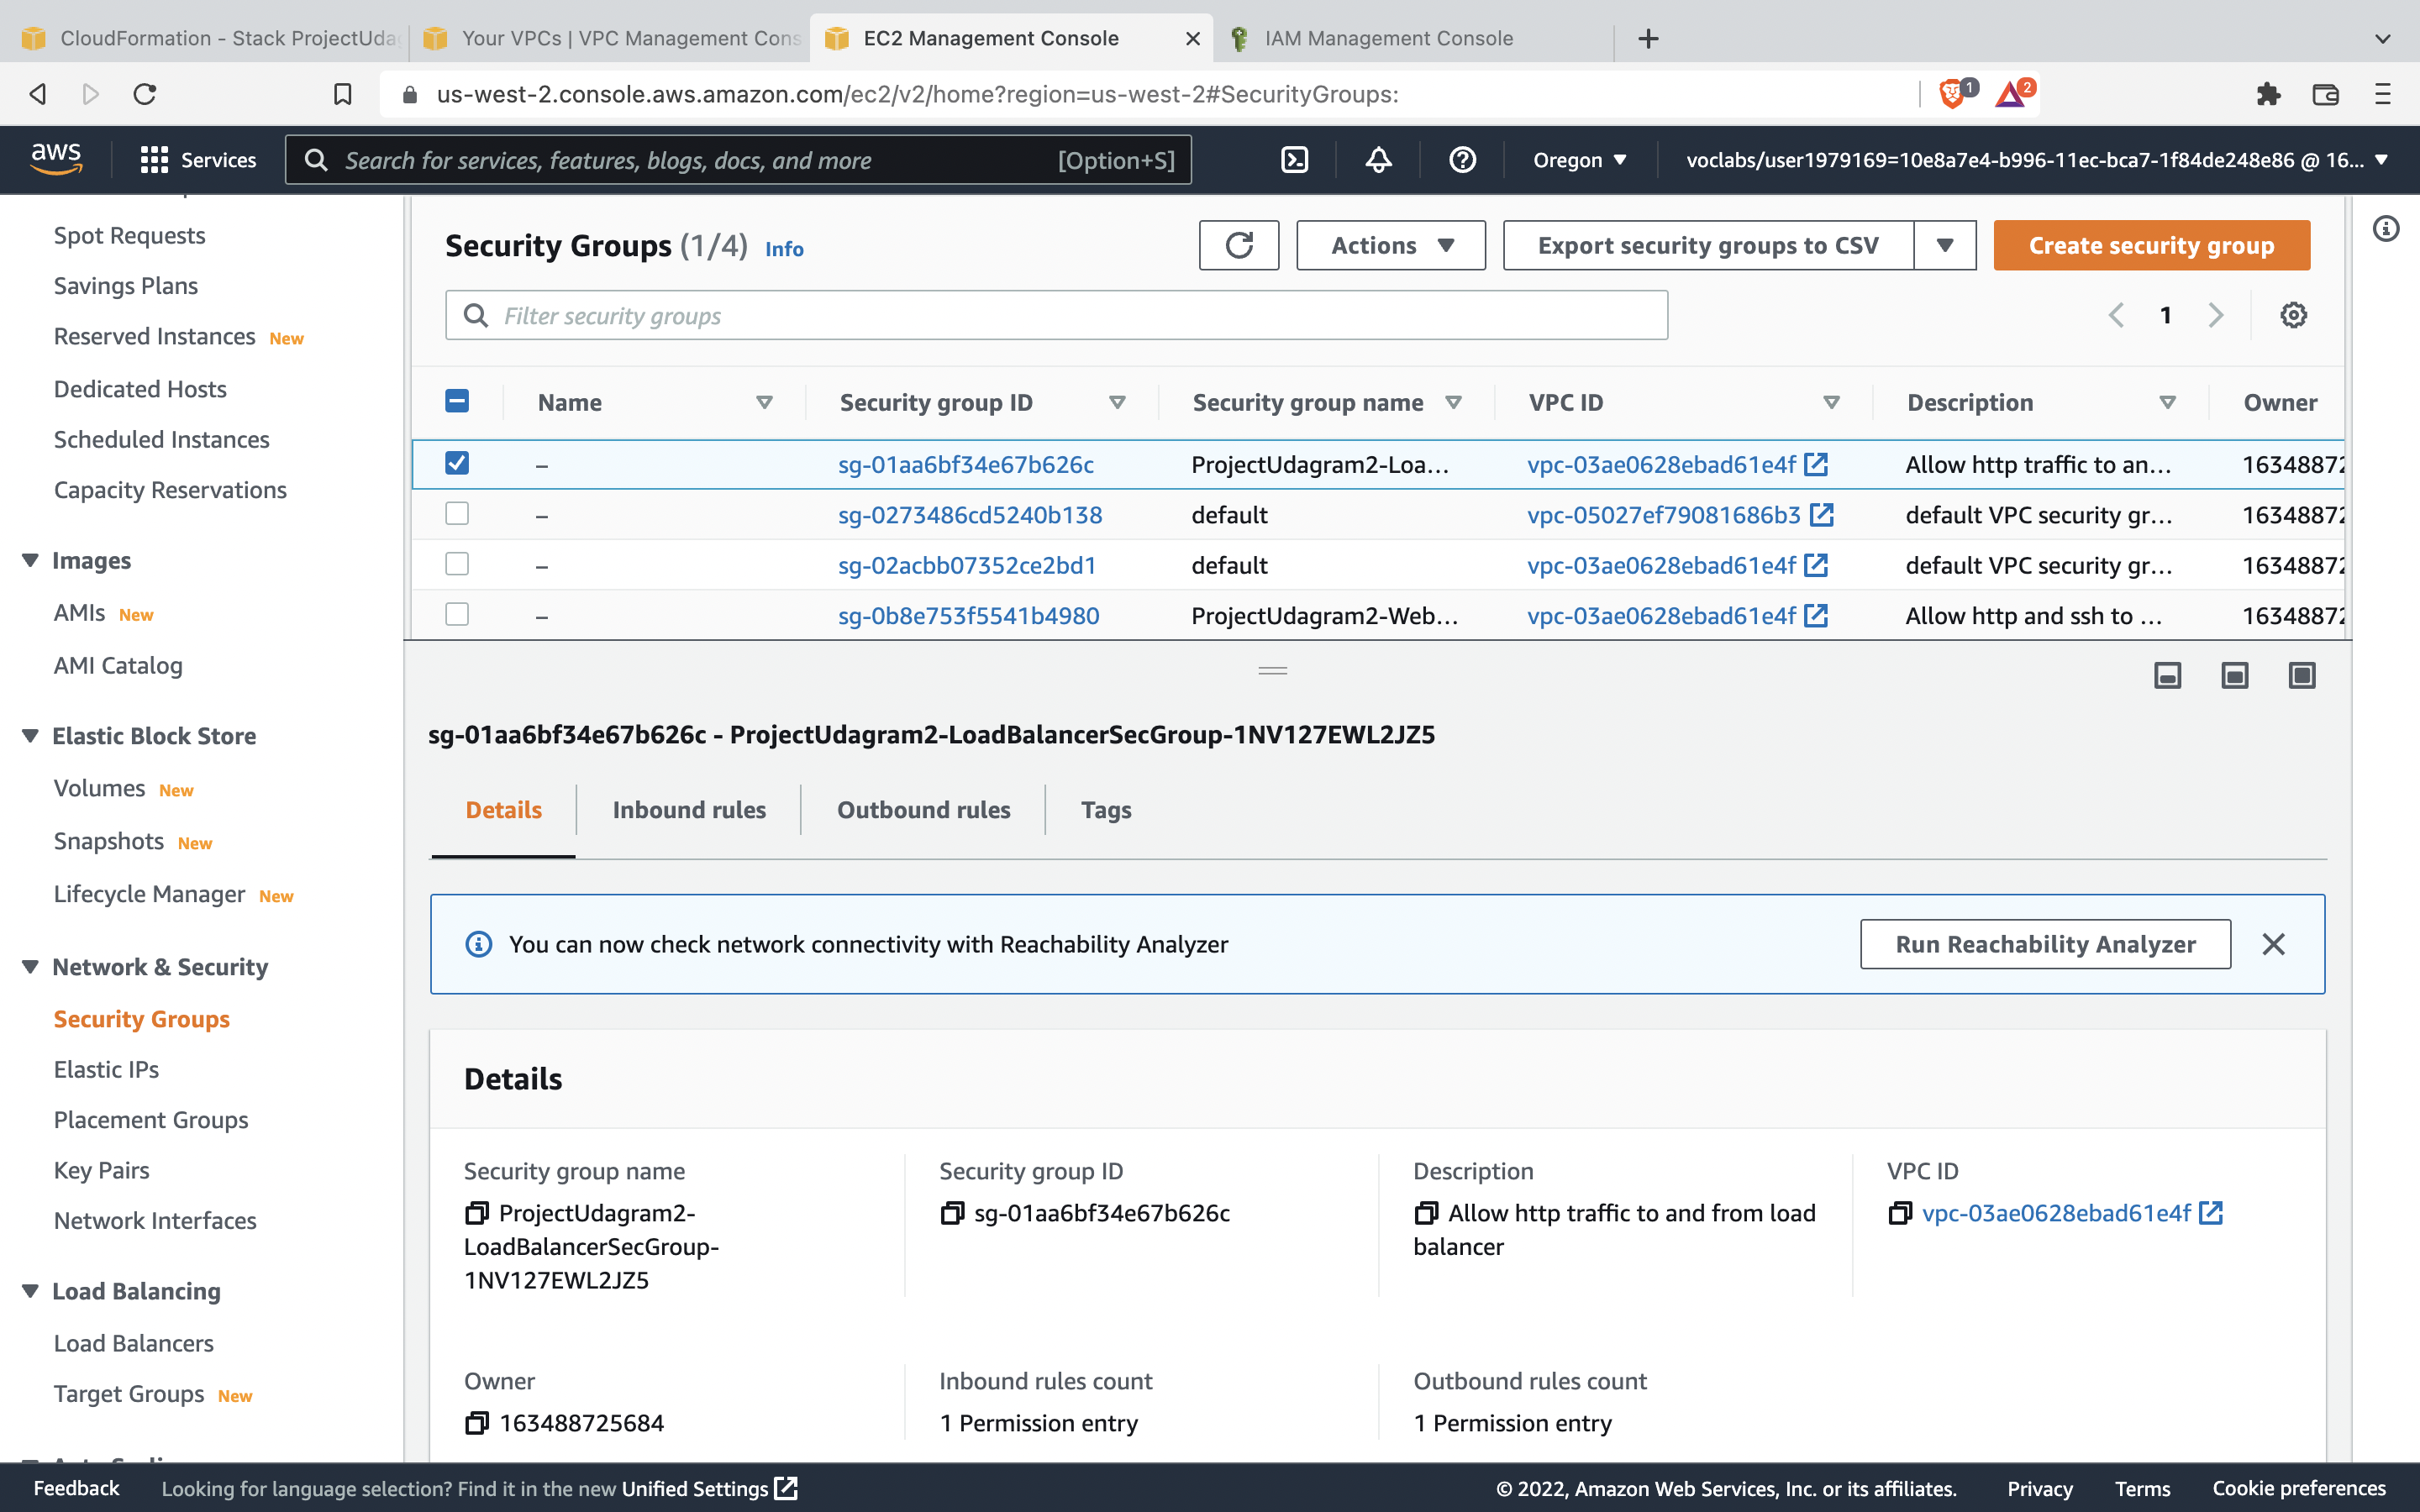 CloudFormation - Stack ProjectUda
Your VPCs | VPC Management Cons
EC2 Management Console
IAM Management Console
us-west-2.console.aws.amazon.com/ec2/v2/home?region=us-west-2#SecurityGroups:
1
2
aws
Services
Search for services, features, blogs, docs, and more
[Option+S]
Oregon
voclabs/user1979169=10e8a7e4-b996-11ec-bca7-1f84de248e86 @ 16...
Spot Requests
Savings Plans
Reserved Instances New
Dedicated Hosts
Scheduled Instances
Capacity Reservations
Images
AMIs New
AMI Catalog
Elastic Block Store
Volumes New
Snapshots New
Lifecycle Manager New
Network & Security
Security Groups
Elastic IPs
Placement Groups
Key Pairs
Network Interfaces
Load Balancing
Load Balancers
Target Groups New
Security Groups (1/4) Info
Actions
Export security groups to CSV
Create security group
Filter security groups
1
Name Security group ID Security group name VPC ID Description Owner
– sg-01aa6bf34e67b626c ProjectUdagram2-Loa... vpc-03ae0628ebad61e4f Allow http traffic to an...16348872
– sg-0273486cd5240b138 default vpc-05027ef79081686b3 default VPC security gr... 16348872
– sg-02acbb07352ce2bd1 default vpc-03ae0628ebad61e4f default VPC security gr... 16348872
– sg-0b8e753f5541b4980 ProjectUdagram2-Web... vpc-03ae0628ebad61e4f Allow http and ssh to ... 16348872
sg-01aa6bf34e67b626c - ProjectUdagram2-LoadBalancerSecGroup-1NV127EWL2JZ5
Details
Inbound rules
Outbound rules
Tags
You can now check network connectivity with Reachability Analyzer
Run Reachability Analyzer
Details
Security group name
ProjectUdagram2-
LoadBalancerSecGroup-
1NV127EWL2JZ5
Security group ID
sg-01aa6bf34e67b626c
Description
Allow http traffic to and from load
balancer
VPC ID
vpc-03ae0628ebad61e4f
Owner
163488725684
Inbound rules count
1 Permission entry
Outbound rules count
1 Permission entry
Feedback
Looking for language selection? Find it in the new Unified Settings
© 2022, Amazon Web Services, Inc. or its affiliates.
Privacy
Terms
Cookie preferences